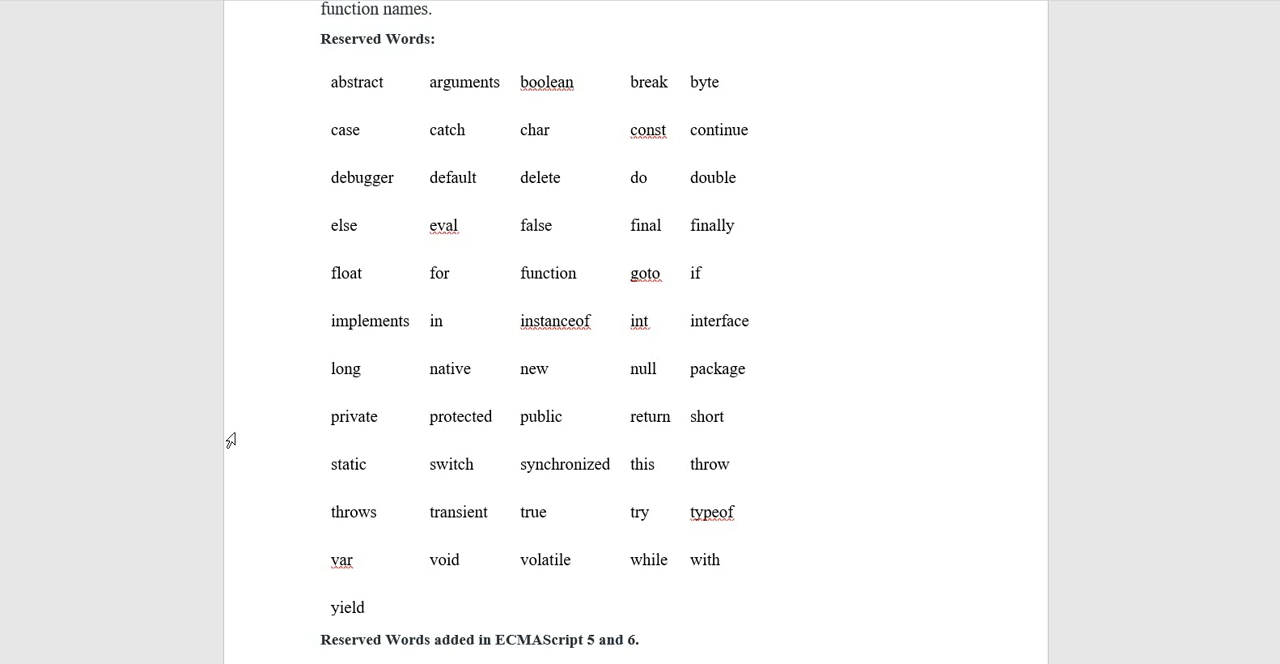 function names.
Reserved Words:
abstract arguments boolean break byte
case catch char const continue
debugger default delete do double
else eval false final finally
float for function goto if
implements in instanceof int interface
long native new null package
private protected public return short
static switch synchronized this throw
throws transient true try typeof
var void volatile while with
yield
Reserved Words added in ECMAScript 5 and 6.